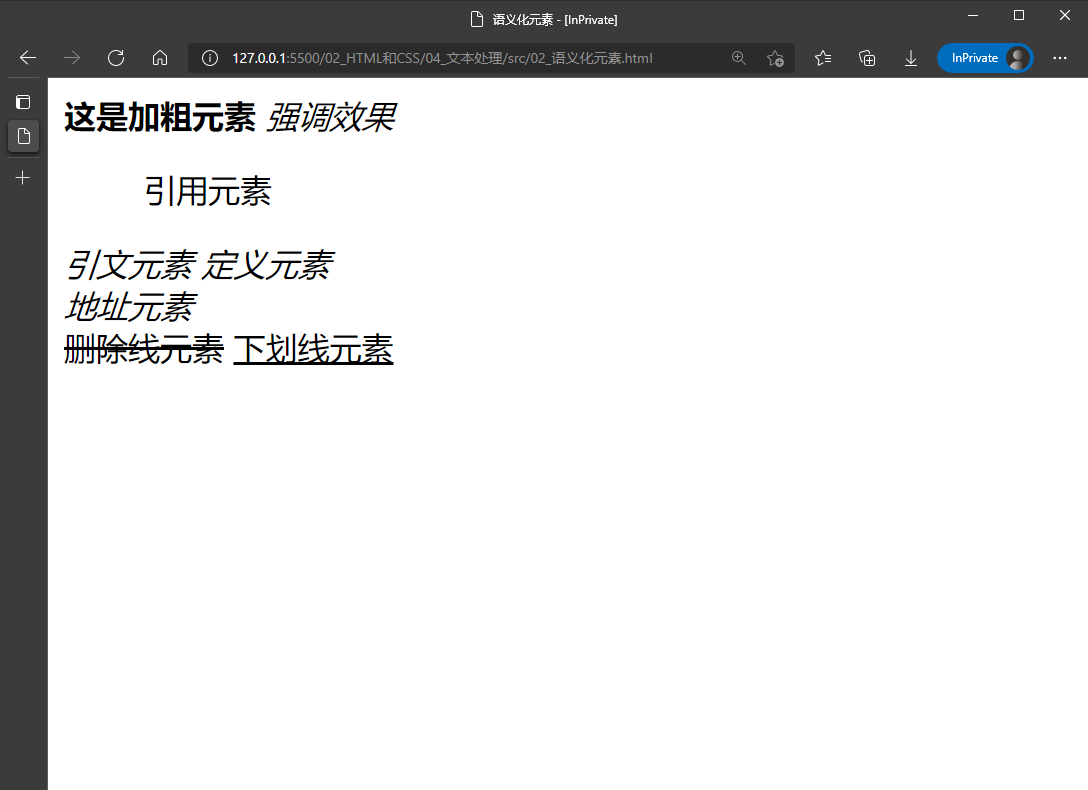 语义化元素 - [InPrivate]
127.0.0.1:5500/02_HTML和CSS/04_文本处理/src/02_语义化元素.html
InPrivate
这是加粗元素 强调效果
引用元素
引文元素 定义元素
地址元素
删除线元素 下划线元素